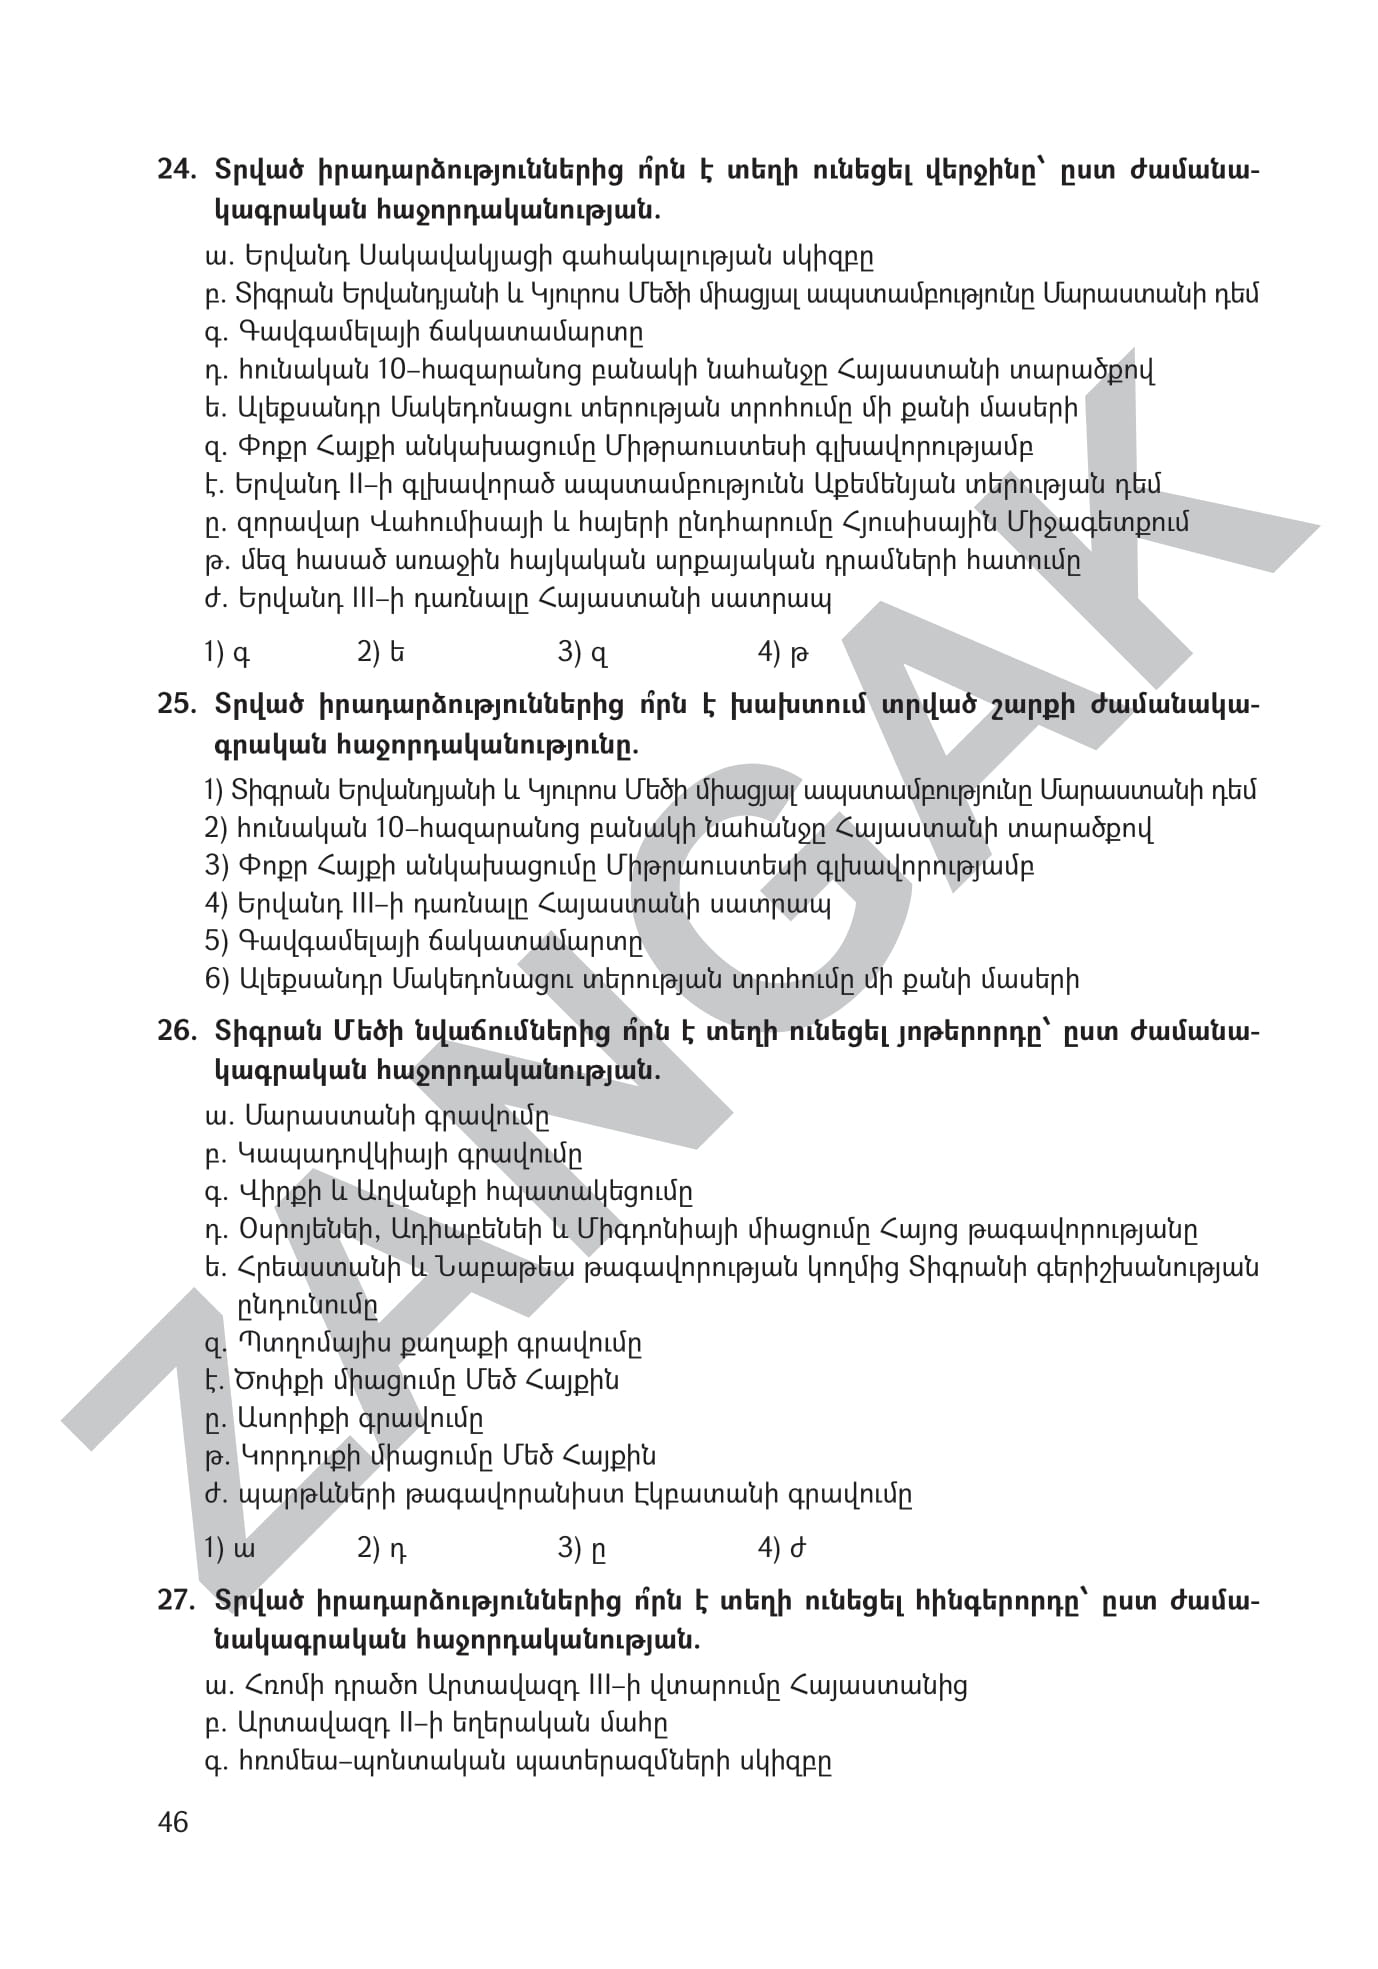 24. Տրված իրադարձություններից ո՞րն է տեղի ունեցել վերջինը՝ ըստ ժամանա-
կագրական հաջորդականության.
ա. Երվանդ Սակավակյացի գահակալության սկիզբը
բ. Տիգրան Երվանդյանի և Կյուրոս Մեծի միացյալ ապստամբությունը Մարաստանի դեմ
գ. Գավգամելայի ճակատամարտը
դ. հունական 10–հազարանոց բանակի նահանջը Հայաստանի տարածքով
ե. Ալեքսանդր Մակեդոնացու տերության տրոհումը մի քանի մասերի
զ. Փոքր Հայքի անկախացումը Միթրաուստեսի գլխավորությամբ
է. Երվանդ II–ի գլխավորած ապստամբությունն Աքեմենյան տերության դեմ
ը. զորավար Վահումիսայի և հայերի ընդհարումը Հյուսիսային Միջագետքում
թ. մեզ հասած առաջին հայկական արքայական դրամների հատումը
ժ. Երվանդ III–ի դառնալը Հայաստանի սատրապ
1) գ 2) ե 3) զ 4) թ
25. Տրված իրադարձություններից ո՞րն է խախտում տրված շարքի ժամանակա-
գրական հաջորդականությունը.
1) Տիգրան Երվանդյանի և Կյուրոս Մեծի միացյալ ապստամբությունը Մարաստանի դեմ
2) հունական 10–հազարանոց բանակի նահանջը Հայաստանի տարածքով
3) Փոքր Հայքի անկախացումը Միթրաուստեսի գլխավորությամբ
4) Երվանդ III–ի դառնալը Հայաստանի սատրապ
5) Գավգամելայի ճակատամարտը
6) Ալեքսանդր Մակեդոնացու տերության տրոհումը մի քանի մասերի
26. Տիգրան Մեծի նվաճումներից ո՞րն է տեղի ունեցել յոթերորդը՝ ըստ ժամանա-
կագրական հաջորդականության.
ա. Մարաստանի գրավումը
բ. Կապադովկիայի գրավումը
գ. Վիրքի և Աղվանքի հպատակեցումը
դ. Օսրոյենեի, Ադիաբենեի և Միգդոնիայի միացումը Հայոց թագավորությանը
ե. Հրեաստանի և Նաբաթեա թագավորության կողմից Տիգրանի գերիշխանության
ընդունումը
զ. Պտղոմայիս քաղաքի գրավումը
է. Ծոփքի միացումը Մեծ Հայքին
ը. Ասորիքի գրավումը
թ. Կորդուքի միացումը Մեծ Հայքին
ժ. պարթևների թագավորանիստ Էկբատանի գրավումը
1) ա 2) դ 3) ը 4) ժ
27. Տրված իրադարձություններից ո՞րն է տեղի ունեցել հինգերորդը՝ ըստ ժամա-
նակագրական հաջորդականության.
ա. Հռոմի դրածո Արտավազդ III–ի վտարումը Հայաստանից
բ. Արտավազդ II–ի եղերական մահը
գ. հռոմեա–պոնտական պատերազմների սկիզբը
46
ZANGAK